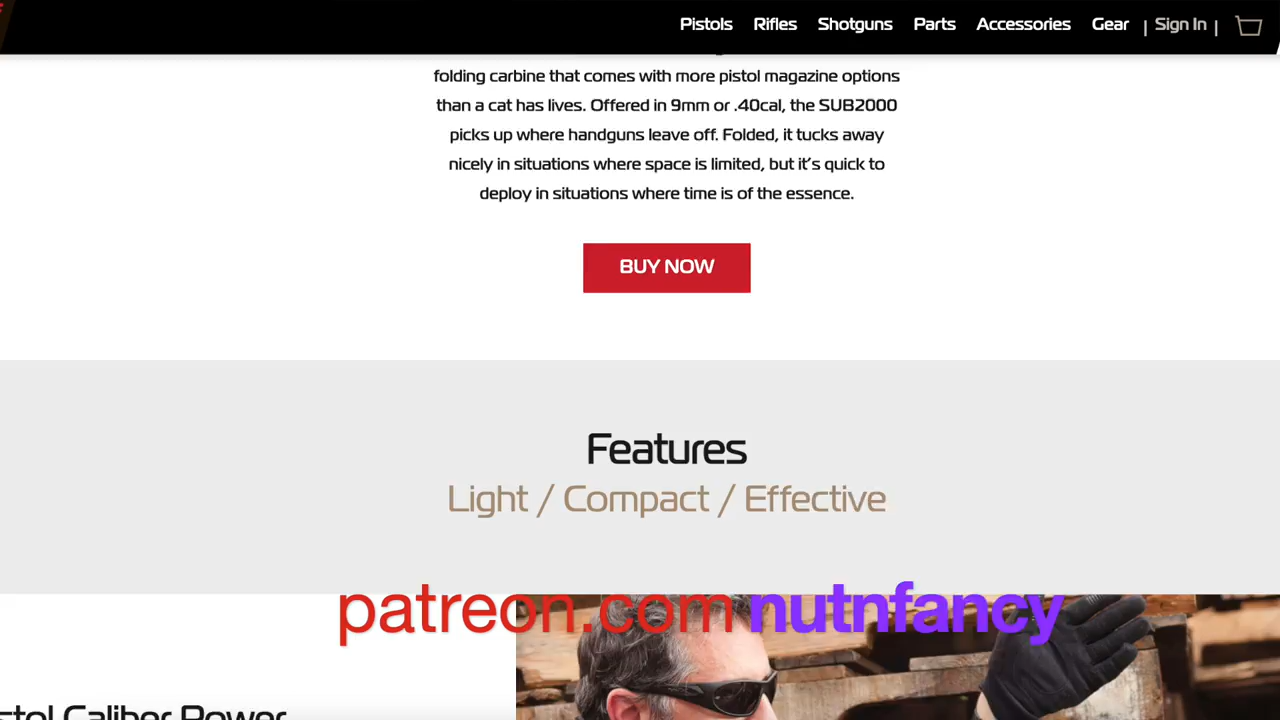 Pistols Rifles Shotguns Parts Accessories Gear | Sign In |
folding carbine that comes with more pistol magazine options
than a cat has lives. Offered in 9mm or .40cal, the SUB2000
picks up where handguns leave off. Folded, it tucks away
nicely in situations where space is limited, but it’s quick to
deploy in situations where time is of the essence.
BUY NOW
Features
Light / Compact / Effective
patreon.com nutnfancy
stol Caliber Power